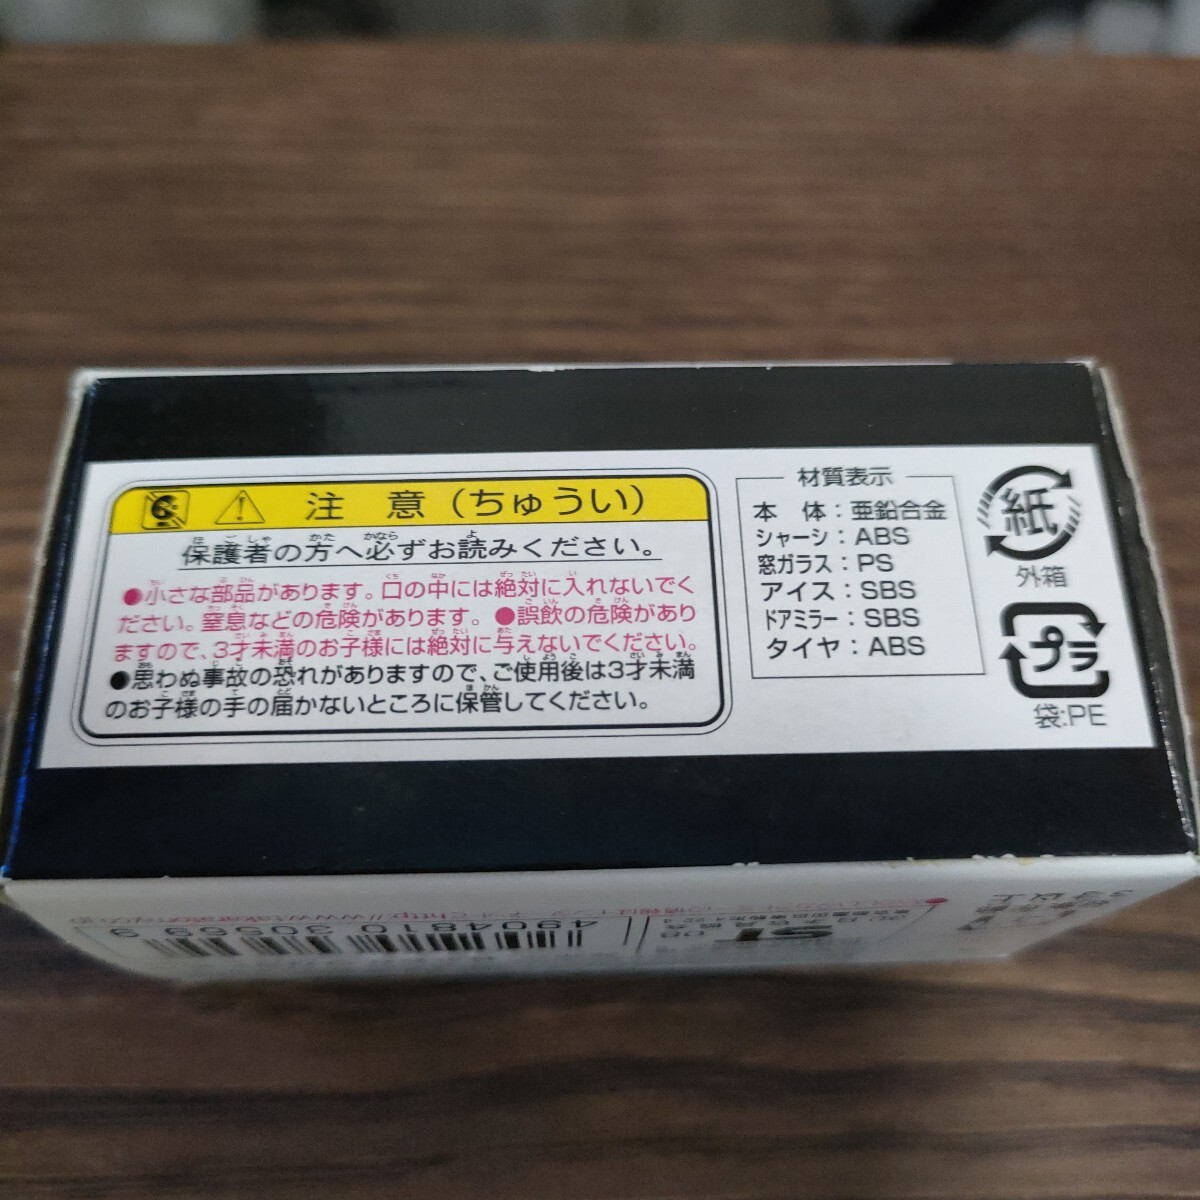 注 意(ちゅうい)
保護者の方へ必ずお読みください。
●小さな部品があります。口の中には絶対に入れないでく
ださい。窒息などの危険があります。●誤飲の危険があり
ますので、3才未満のお子様には絶対に与えないでください。
●思わぬ事故の恐れがありますので、ご使用後は3才未満
のお子様の手の届かないところに保管してください。
材質表示
本 体:亜鉛合金
シャーシ:ABS
窓ガラス:PS
アイス:SBS
ドアミラー:SBS
タイヤ:ABS
紙
外箱
プラ
袋:PE
http://www.takaratomy.co.jp
4904810 30569 9
ST